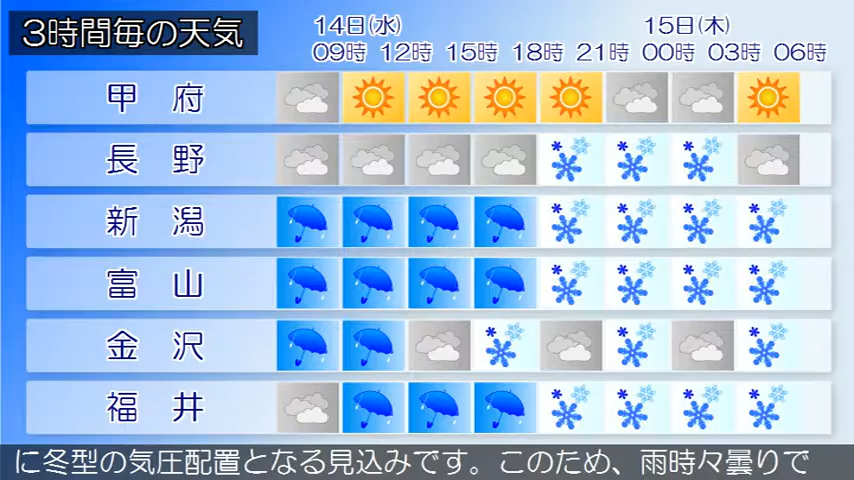 3時間毎の天気
14日(水) 15日(木)
09時 12時 15時 18時 21時 00時 03時 06時
甲府
長野
新潟
富山
金沢
福井
に冬型の気圧配置となる見込みです。このため、雨時々曇りで